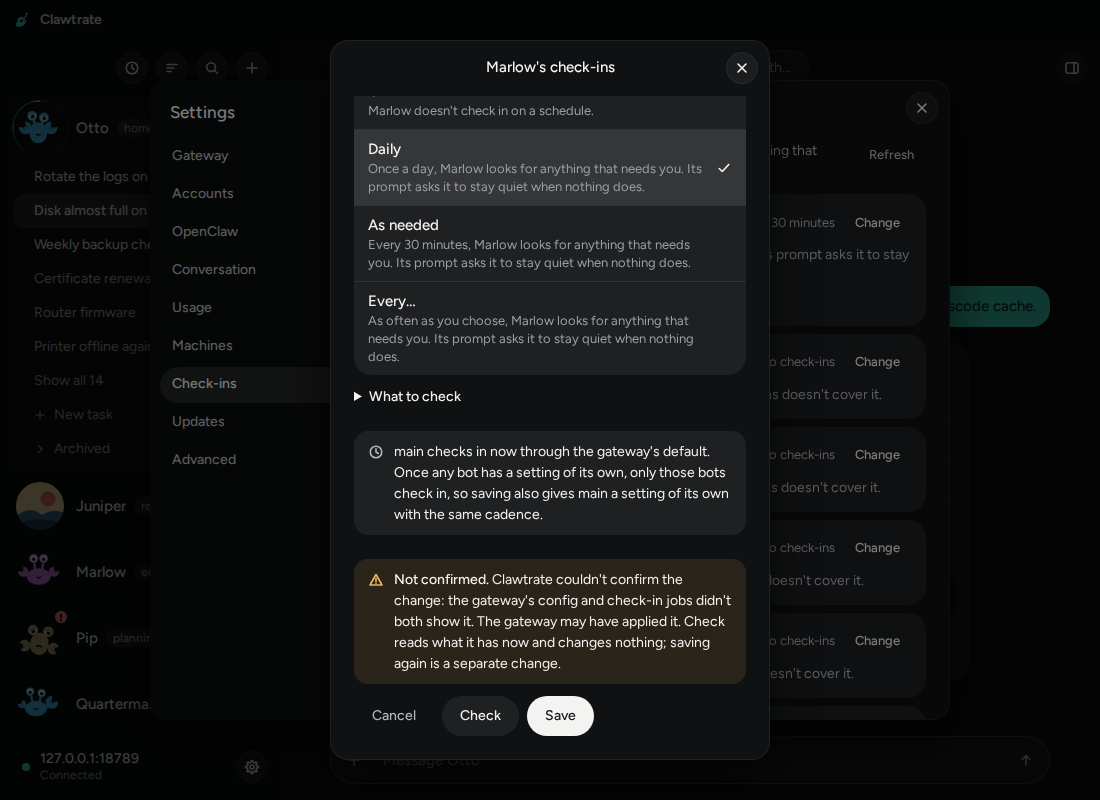 Clawtrate
Marlow's check-ins
th...
Settings
Otto
Gateway
Accounts
OpenClaw
Conversation
Usage
Machines
Check-ins
Updates
Advanced
Rotate the logs on
Disk almost full on
Weekly backup che
Certificate renewa
Router firmware
Printer offline again
Show all 14
New task
Archived
Juniper
Marlow
Pip
plannin
Quarterma
127.0.0.1:18789
Connected
Marlow doesn't check in on a schedule.
Daily
Once a day, Marlow looks for anything that needs you. Its
prompt asks it to stay quiet when nothing does.
As needed
Every 30 minutes, Marlow looks for anything that needs
you. Its prompt asks it to stay quiet when nothing does.
Every...
As often as you choose, Marlow looks for anything that
needs you. Its prompt asks it to stay quiet when nothing
does.
What to check
main checks in now through the gateway's default.
Once any bot has a setting of its own, only those bots
check in, so saving also gives main a setting of its own
with the same cadence.
Not confirmed. Clawtrate couldn't confirm the
change: the gateway's config and check-in jobs didn't
both show it. The gateway may have applied it. Check
reads what it has now and changes nothing; saving
again is a separate change.
Cancel
Check
Save
ing that
Refresh
30 minutes
Change
s prompt asks it to stay
scode cache.
o check-ins
Change
s doesn't cover it.
o check-ins
Change
s doesn't cover it.
o check-ins
Change
doesn't cover it.
o check-ins
Change
esn't cover it.
Message Otto